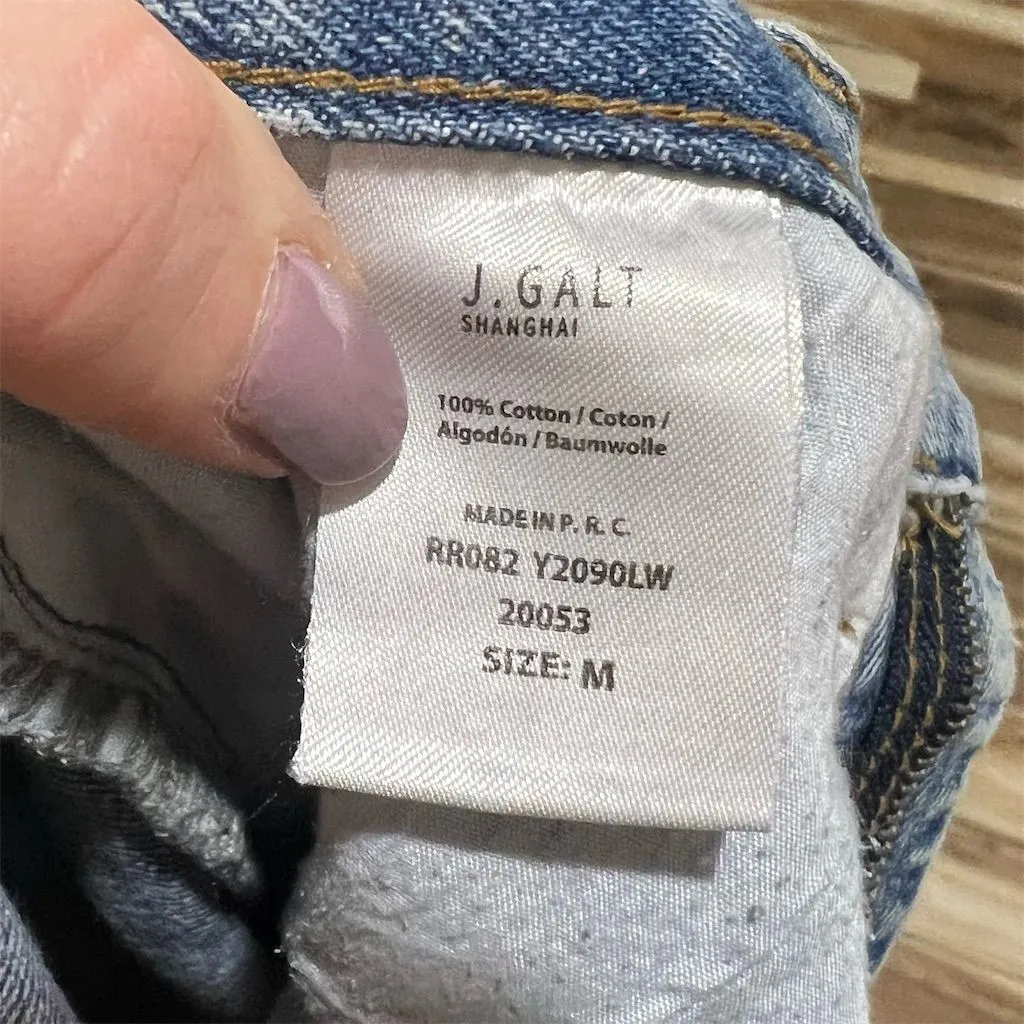 J.GALT
SHANGHAI
100% Cotton / Coton /
Algodón / Baumwolle
MADE IN P. R. C.
RR082 Y2090LW
20053
SIZE: M